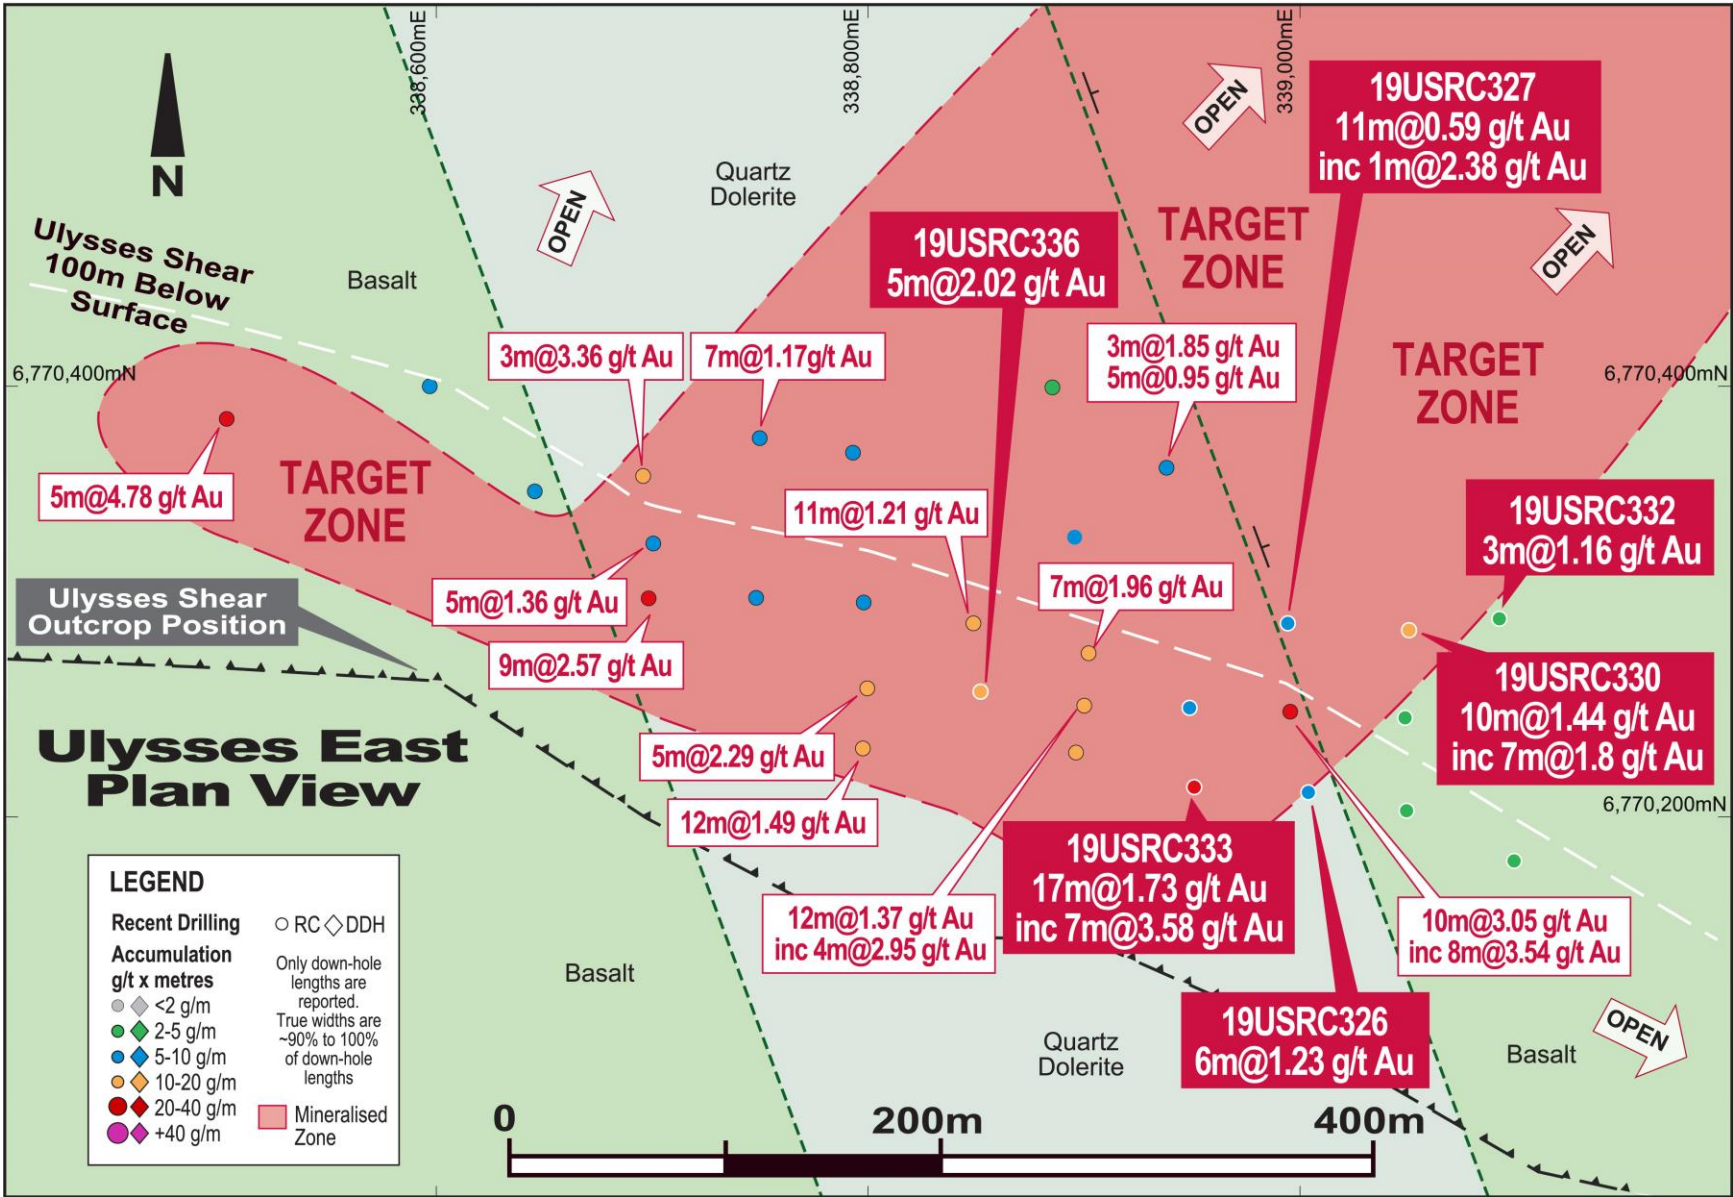 338,600mE
338,800mE
339,000mE
N
OPEN
OPEN
OPEN
19USRC327
11m@0.59 g/t Au
inc 1m@2.38 g/t Au
Quartz
Dolerite
Ulysses Shear
100m Below
Surface
Basalt
TARGET
ZONE
19USRC336
5m@2.02 g/t Au
3m@3.36 g/t Au
7m@1.17g/t Au
3m@1.85 g/t Au
5m@0.95 g/t Au
TARGET
ZONE
6,770,400mN
6,770,400mN
5m@4.78 g/t Au
TARGET
ZONE
11m@1.21 g/t Au
19USRC332
3m@1.16 g/t Au
7m@1.96 g/t Au
5m@1.36 g/t Au
Ulysses Shear
Outcrop Position
9m@2.57 g/t Au
19USRC330
10m@1.44 g/t Au
inc 7m@1.8 g/t Au
Ulysses East
Plan View
5m@2.29 g/t Au
12m@1.49 g/t Au
6,770,200mN
19USRC333
17m@1.73 g/t Au
inc 7m@3.58 g/t Au
12m@1.37 g/t Au
inc 4m@2.95 g/t Au
10m@3.05 g/t Au
inc 8m@3.54 g/t Au
Basalt
19USRC326
6m@1.23 g/t Au
Quartz
Dolerite
OPEN
Basalt
LEGEND
Recent Drilling
RC DDH
Accumulation
g/t x metres
<2 g/m
2-5 g/m
5-10 g/m
10-20 g/m
20-40 g/m
+40 g/m
Only down-hole
lengths are
reported.
True widths are
~90% to 100%
of down-hole
lengths
Mineralised
Zone
0
200m
400m